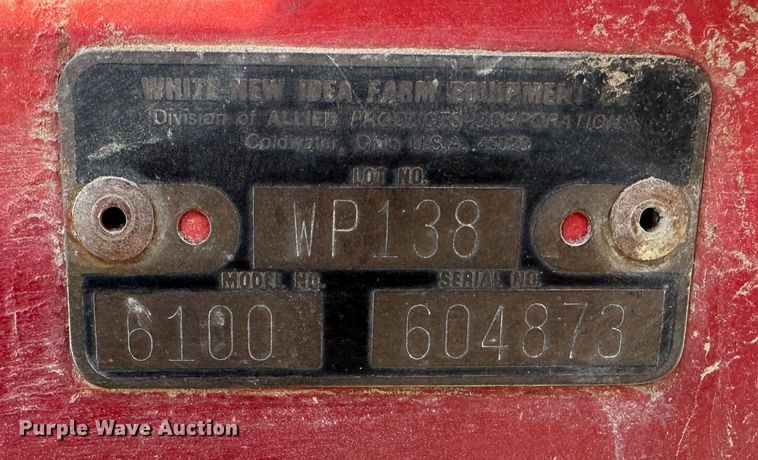 WHITE-NEW IDEA FARM EQUIPMENT CO
Division of ALLIED PRODUCTS CORPORATION
Coldwater, Ohio U.S.A. 45828
LOT NO.
WP138
MODEL NO. SERIAL NO.
6100 604873
Purple Wave Auction